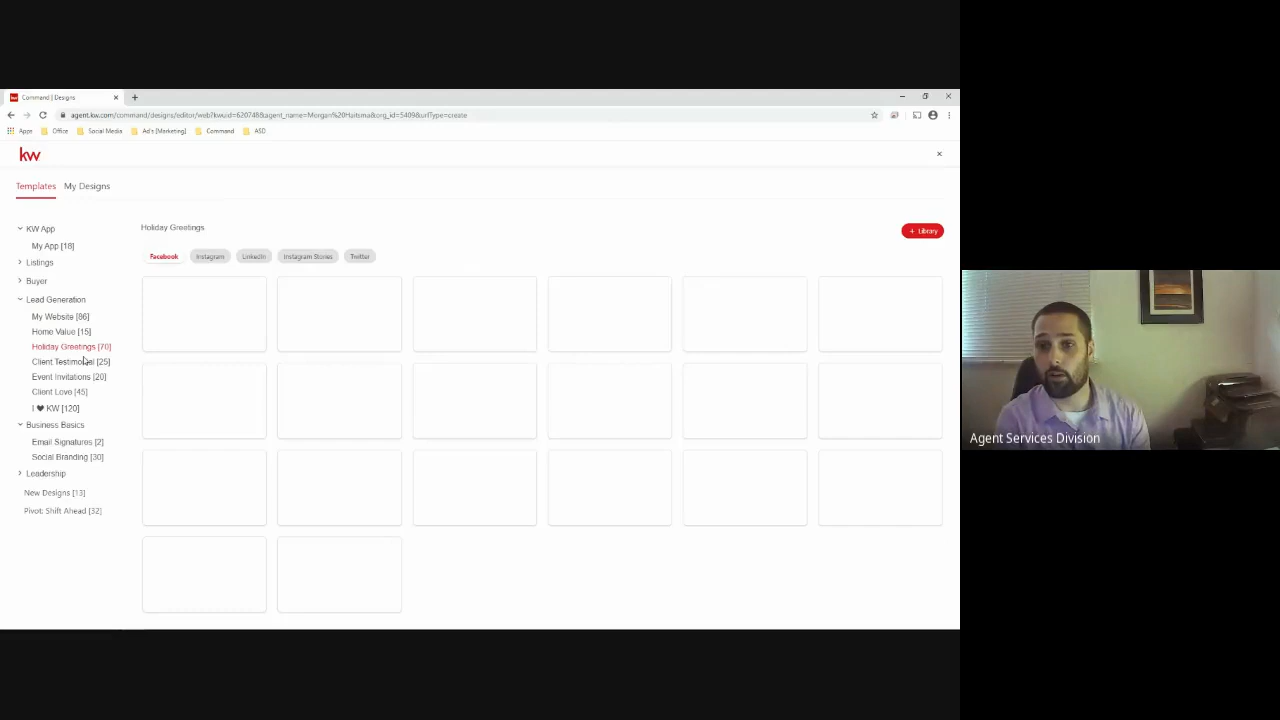 Command | Designs
agent.kw.com/command/designs/editor/web?kwuid=620748&agent_name=Morgan%20Haitsma&org_id=5409&urlType=create
Apps Office Social Media Ad's [Marketing] Command ASD
kw
Templates My Designs
KW App
My App [18]
Listings
Buyer
Lead Generation
My Website [86]
Home Value [15]
Holiday Greetings [70]
Client Testimonial [25]
Event Invitations [20]
Client Love [45]
I ♥ KW [120]
Business Basics
Email Signatures [2]
Social Branding [30]
Leadership
New Designs [13]
Pivot: Shift Ahead [32]
Holiday Greetings
+ Library
Facebook Instagram LinkedIn Instagram Stories Twitter
Agent Services Division